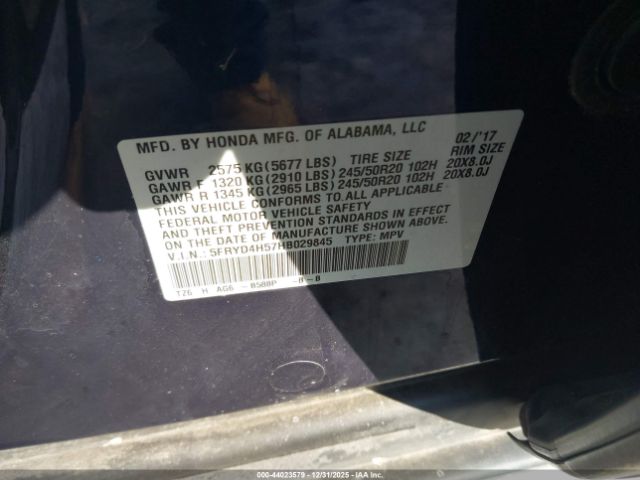 MFD. BY HONDA MFG. OF ALABAMA, LLC 02/'17
GVWR 2575 KG(5677 LBS) TIRE SIZE RIM SIZE
GAWR F 1320 KG(2910 LBS) 245/50R20 102H 20X8.0J
GAWR R 1345 KG(2965 LBS) 245/50R20 102H 20X8.0J
THIS VEHICLE CONFORMS TO ALL APPLICABLE
FEDERAL MOTOR VEHICLE SAFETY
AND THEFT PREVENTION STANDARDS IN EFFECT
ON THE DATE OF MANUFACTURE SHOWN ABOVE.
V.I.N.: 5FRYD4H57HB029845 TYPE: MPV
TZ6 H AG6 - B588P -B-B
000-44023579 - 12/31/2025 - IAA Inc.